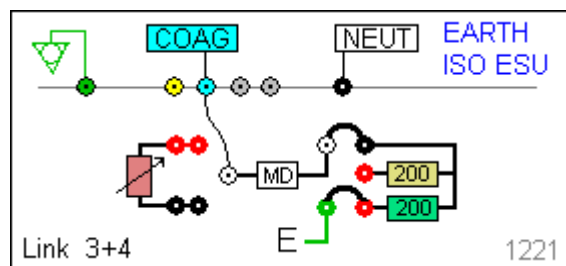 COAG
NEUT
EARTH
ISO ESU
MD
200
200
E
Link 3+4
1221